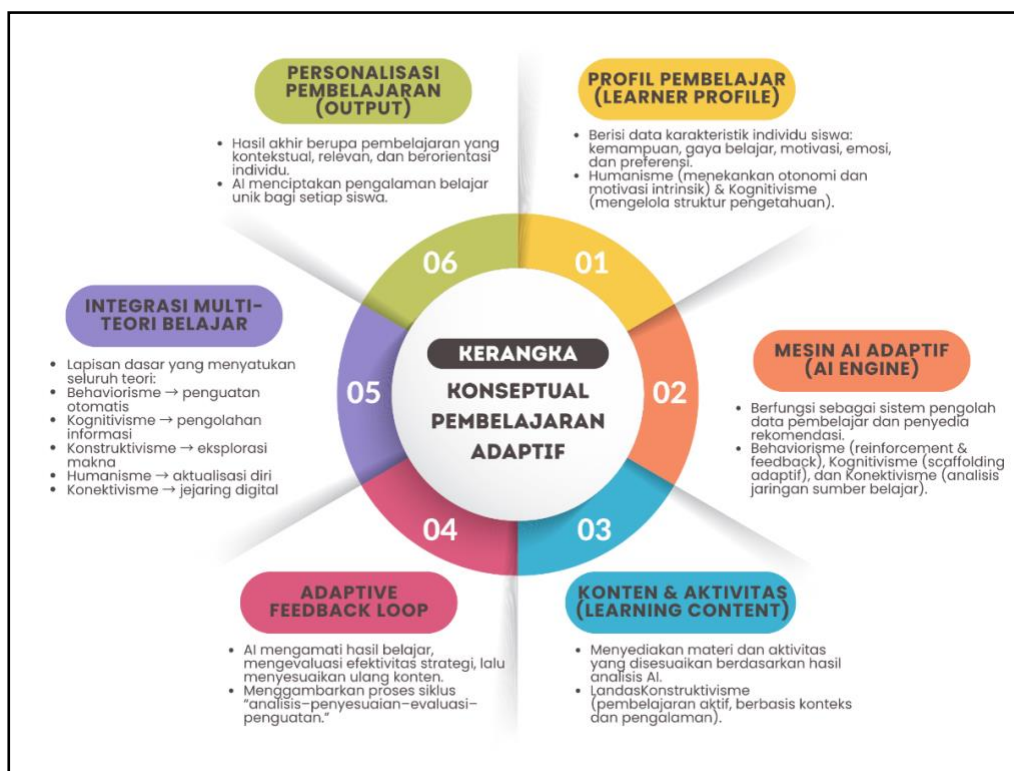 KERANGKA
KONSEPTUAL
PEMBELAJARAN
ADAPTIF
01
PROFIL PEMBELAJAR
(LEARNER PROFILE)
• Berisi data karakteristik individu siswa:
kemampuan, gaya belajar, motivasi, emosi,
dan preferensi.
• Humanisme (menekankan otonomi dan
motivasi intrinsik) & Kognitivisme
(mengelola struktur pengetahuan).
02
MESIN AI ADAPTIF
(AI ENGINE)
• Berfungsi sebagai sistem pengolah
data pembelajar dan penyedia
rekomendasi.
• Behaviorisme (reinforcement &
feedback), Kognitivisme (scaffolding
adaptif), dan Konektivisme (analisis
jaringan sumber belajar).
03
KONTEN & AKTIVITAS
(LEARNING CONTENT)
• Menyediakan materi dan aktivitas
yang disesuaikan berdasarkan hasil
analisis AI.
• LandasKonstruktivisme
(pembelajaran aktif, berbasis konteks
dan pengalaman).
04
ADAPTIVE
FEEDBACK LOOP
• AI mengamati hasil belajar,
mengevaluasi efektivitas strategi, lalu
menyesuaikan ulang konten.
• Menggambarkan proses siklus
“analisis–penyesuaian–evaluasi–
penguatan.”
05
INTEGRASI MULTI-
TEORI BELAJAR
• Lapisan dasar yang menyatukan
seluruh teori:
• Behaviorisme → penguatan
otomatis
• Kognitivisme → pengolahan
informasi
• Konstruktivisme → eksplorasi
makna
• Humanisme → aktualisasi diri
• Konektivisme → jejaring digital
06
PERSONALISASI
PEMBELAJARAN
(OUTPUT)
• Hasil akhir berupa pembelajaran yang
kontekstual, relevan, dan berorientasi
individu.
• AI menciptakan pengalaman belajar
unik bagi setiap siswa.